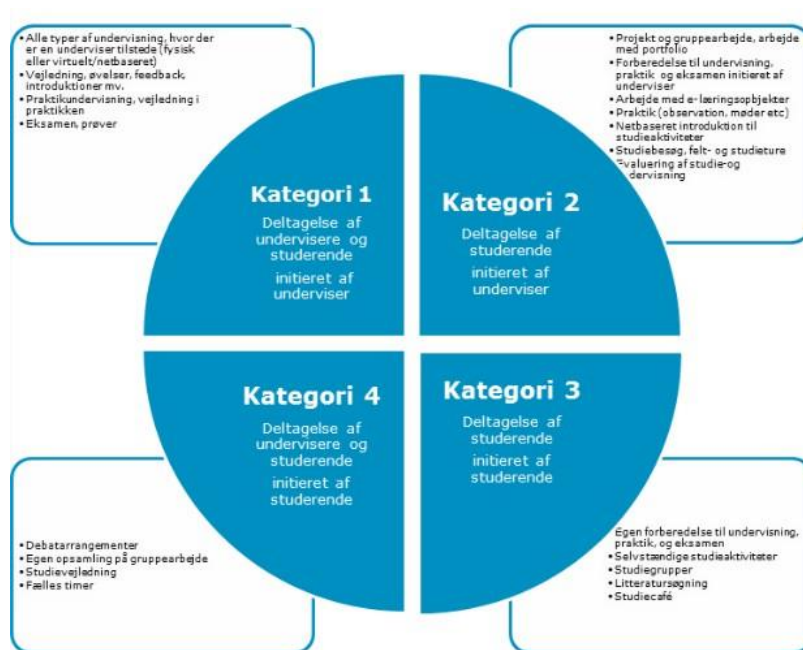 • Alle typer af undervisning, hvor der
er en underviser tilstede (fysisk
eller virtuelt/netbaseret)
• Vejledning, øvelser, feedback,
introduktioner mv.
• Praktikundervisning, vejledning i
praktikken
• Eksamen, prøver
• Projekt og gruppearbejde, arbejde
med portfolio
• Forberedelse til undervisning,
praktik og eksamen initieret af
underviser
• Arbejde med e-læringsobjekter
• Praktik (observation, møder etc)
• Netbaseret introduktion til
studieaktiviteter
• Studiebesøg, felt- og studieture
Evaluering af studie-og
undervisning
Kategori 1
Deltagelse af
undervisere og
studerende
initieret af
underviser
Kategori 2
Deltagelse af
studerende
initieret af
underviser
Kategori 4
Deltagelse af
undervisere og
studerende
initieret af
studerende
Kategori 3
Deltagelse af
studerende
initieret af
studerende
• Debatarrangementer
• Egen opsamling på gruppearbejde
• Studievejledning
• Fælles timer
Egen forberedelse til undervisning,
praktik, og eksamen
• Selvstændige studieaktiviteter
• Studiegrupper
• Litteratursøgning
• Studiecafé